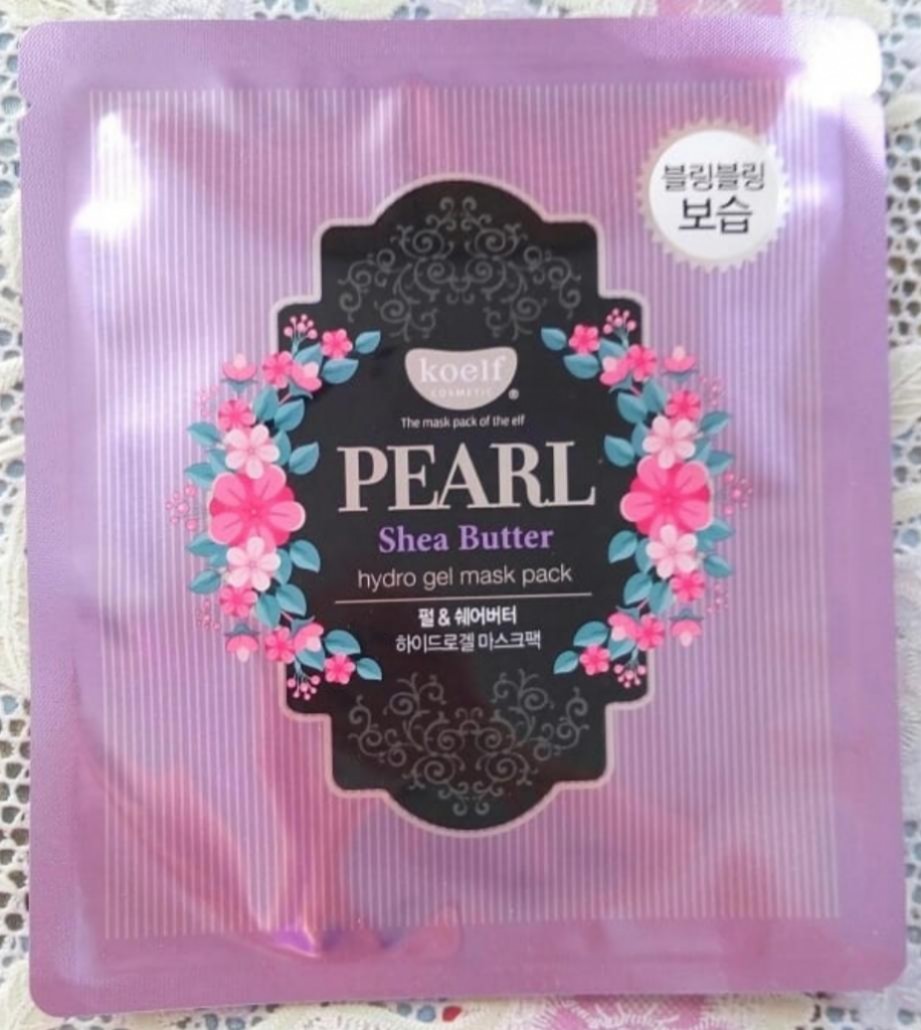 블링블링
보습
koelf
COSMETIC
®
The mask pack of the elf
PEARL
Shea Butter
hydro gel mask pack
펄 & 쉐어버터
하이드로겔 마스크팩